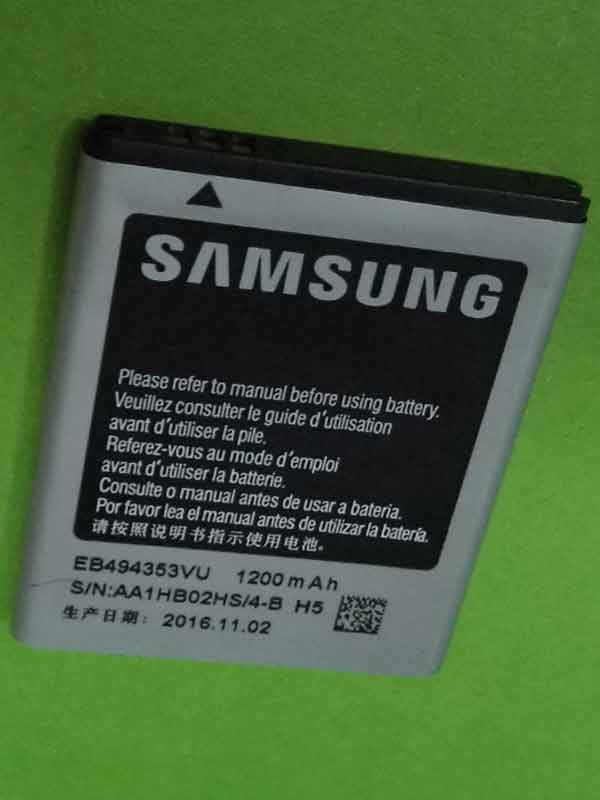 SAMSUNG
Please refer to manual before using battery.
Veuillez consulter le guide d'utilisation
avant d'utiliser la pile.
Referez-vous au mode d'emploi
avant d'utiliser la batterie.
Consulte o manual antes de usar a bateria.
Por favor lea el manual antes de utilizar la batería.
请按照说明书指示使用电池。
EB494353VU 1200mAh
S/N:AA1HB02HS/4-B H5
生产日期: 2016.11.02